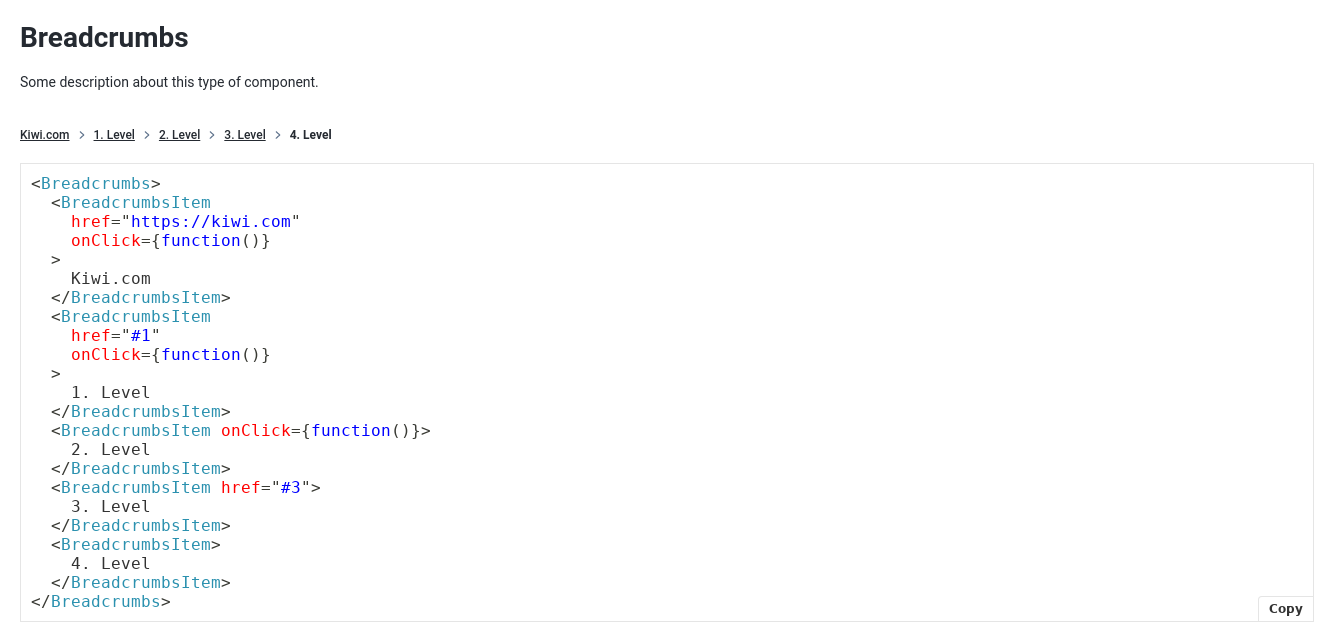 Breadcrumbs
Some description about this type of component.
Kiwi.com > 1. Level > 2. Level > 3. Level > 4. Level
<Breadcrumbs>
  <BreadcrumbsItem
    href="https://kiwi.com"
    onClick={function()}
  >
    Kiwi.com
  </BreadcrumbsItem>
  <BreadcrumbsItem
    href="#1"
    onClick={function()}
  >
    1. Level
  </BreadcrumbsItem>
  <BreadcrumbsItem onClick={function()}>
    2. Level
  </BreadcrumbsItem>
  <BreadcrumbsItem href="#3">
    3. Level
  </BreadcrumbsItem>
  <BreadcrumbsItem>
    4. Level
  </BreadcrumbsItem>
</Breadcrumbs>
Copy